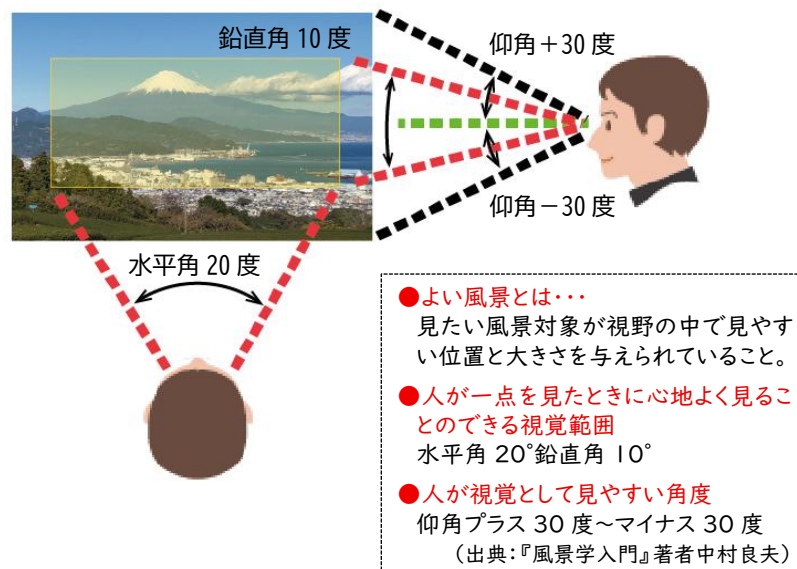 鉛直角 10 度
仰角＋30 度
仰角－30 度
水平角 20 度
●よい風景とは・・・
見たい風景対象が視野の中で見やす
い位置と大きさを与えられていること。
●人が一点を見たときに心地よく見るこ
とのできる視覚範囲
水平角 20°鉛直角 10°
●人が視覚として見やすい角度
仰角プラス 30 度～マイナス 30 度
（出典：『風景学入門』著者中村良夫）